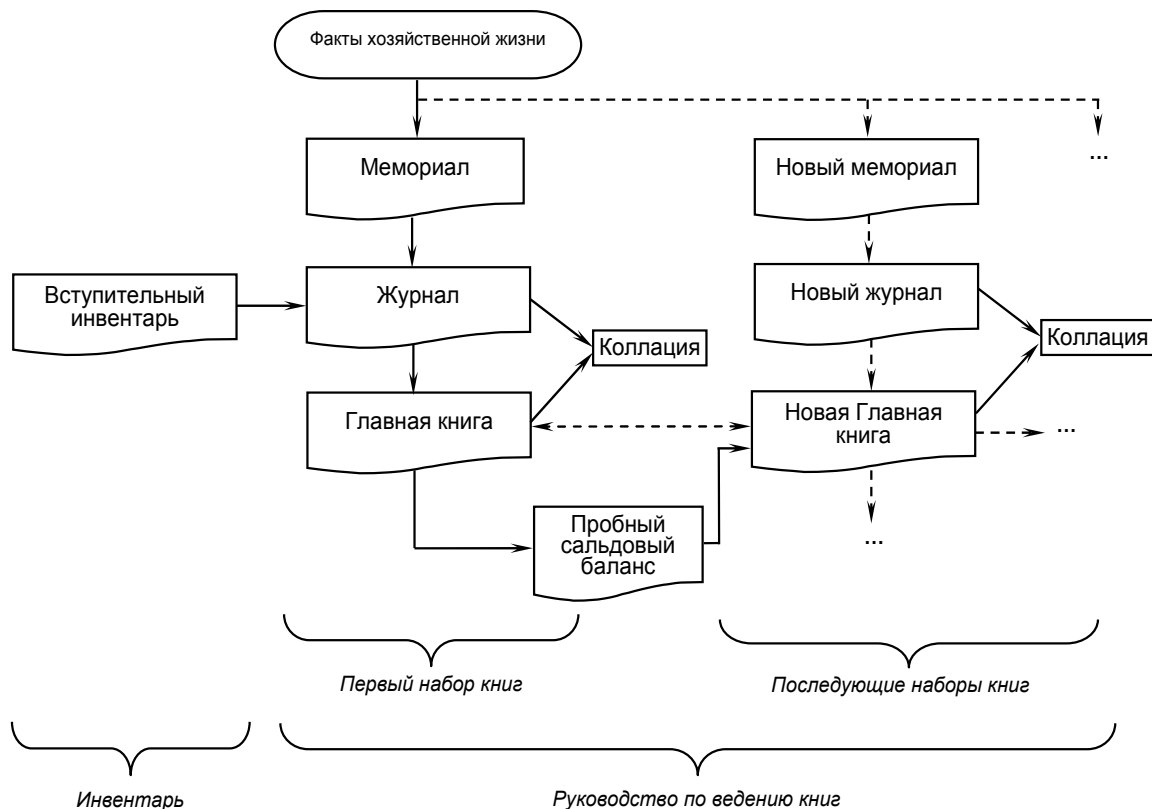 Факты хозяйственной жизни
Мемориал
Новый мемориал
...
Вступительный
инвентарь
Журнал
Новый журнал
Коллация
Коллация
Главная книга
Новая Главная
книга
...
Пробный
сальдовый
баланс
...
Первый набор книг
Последующие наборы книг
Инвентарь
Руководство по ведению книг